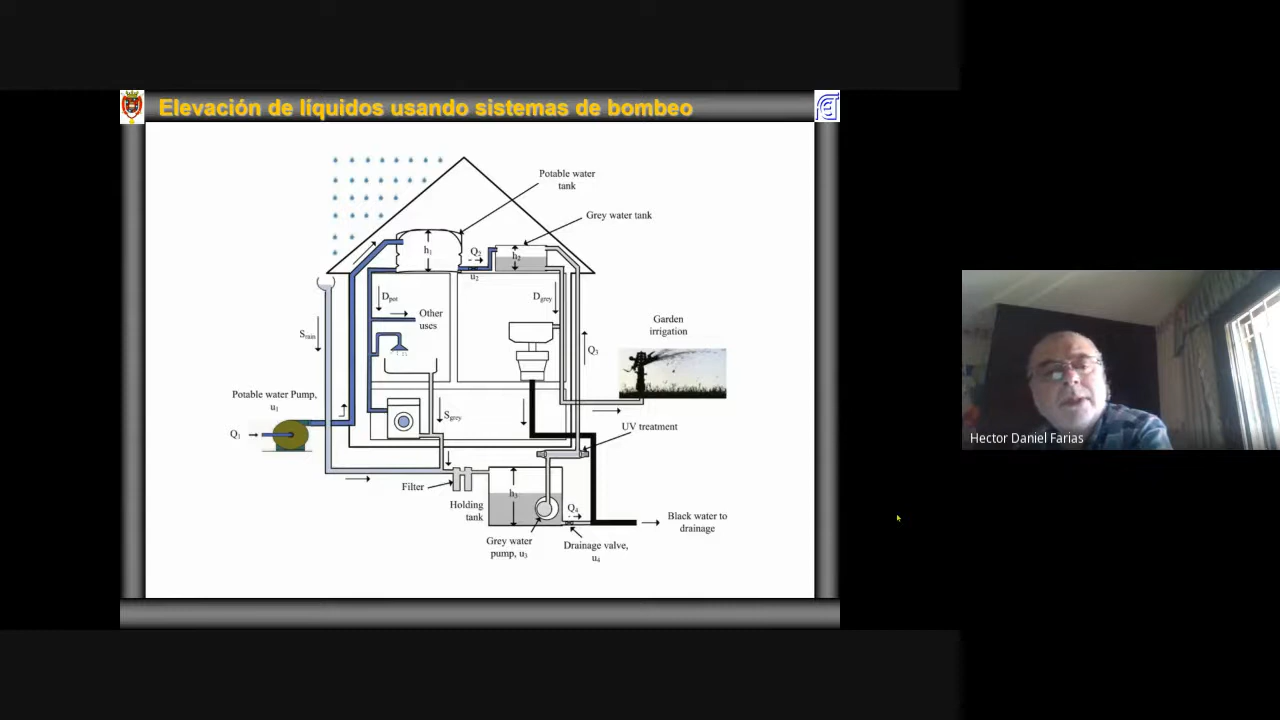 Elevación de líquidos usando sistemas de bombeo
Potable water
tank
Grey water tank
h1
Q2
h2
u2
Dpot
Dgrey
Other
uses
Garden
irrigation
Srain
Q3
Potable water Pump,
u1
Sgrey
Q1
UV treatment
Filter
h3
Holding
tank
Q4
Black water to
drainage
Grey water
pump, u3
Drainage valve,
u4
Hector Daniel Farias